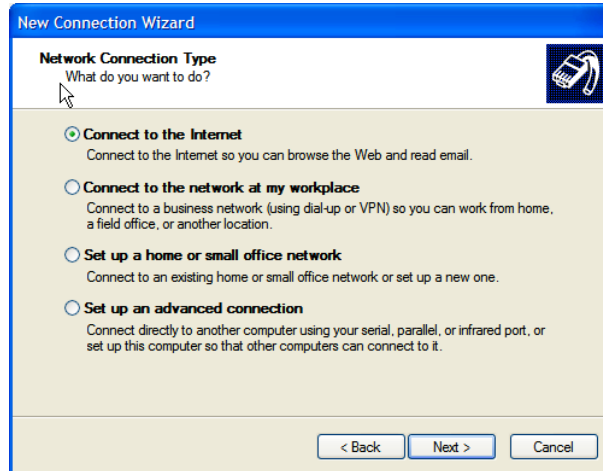 New Connection Wizard
Network Connection Type
What do you want to do?
Connect to the Internet
Connect to the Internet so you can browse the Web and read email.
Connect to the network at my workplace
Connect to a business network (using dial-up or VPN) so you can work from home,
a field office, or another location.
Set up a home or small office network
Connect to an existing home or small office network or set up a new one.
Set up an advanced connection
Connect directly to another computer using your serial, parallel, or infrared port, or
set up this computer so that other computers can connect to it.
< Back Next > Cancel